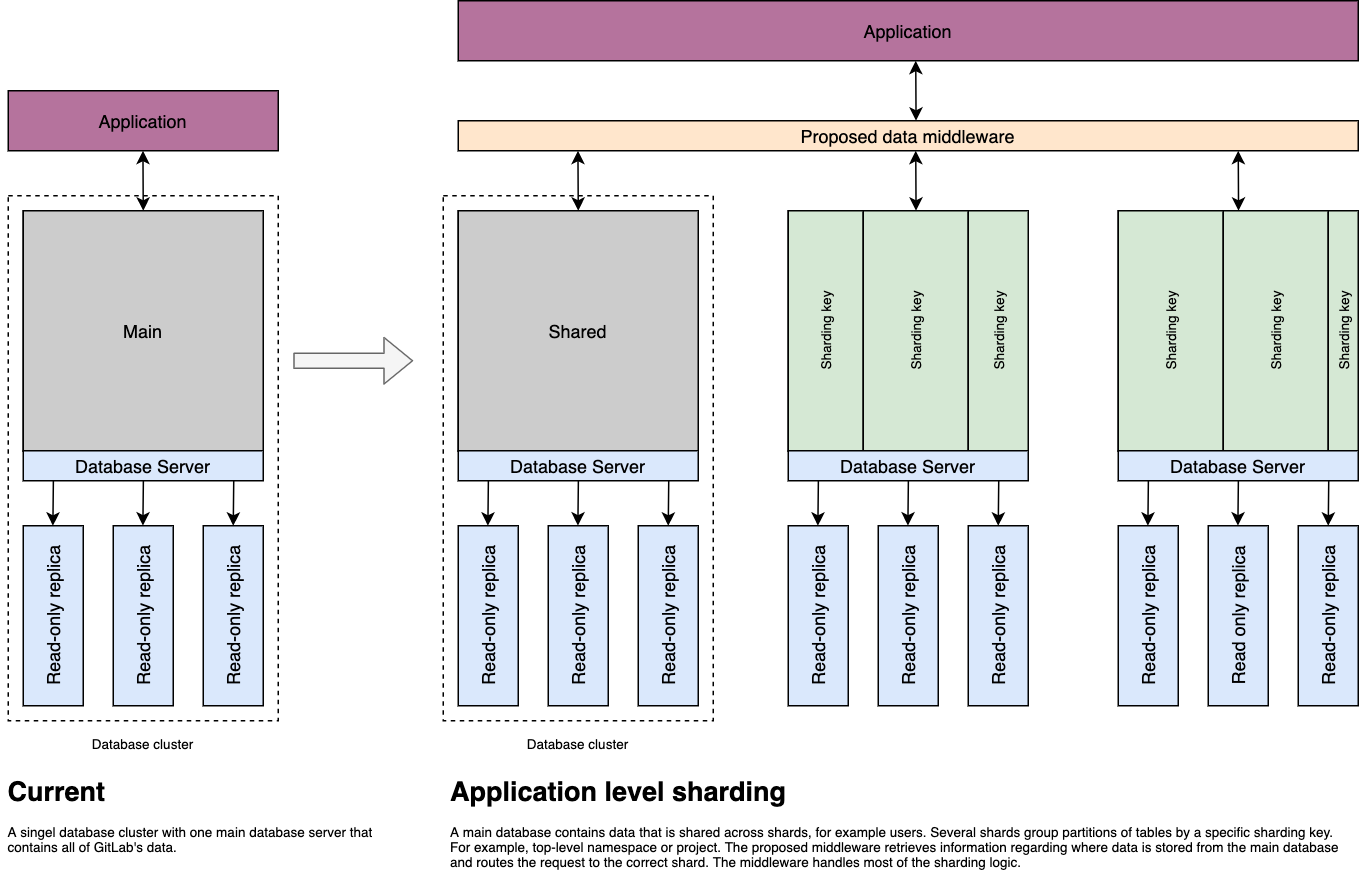 Application
Application
Proposed data middleware
Main
Shared
Sharding key
Sharding key
Sharding key
Sharding key
Sharding key
Sharding key
Database Server
Database Server
Database Server
Database Server
Read-only replica
Read-only replica
Read-only replica
Read-only replica
Read-only replica
Read-only replica
Read-only replica
Read-only replica
Read-only replica
Read-only replica
Read only replica
Read-only replica
Database cluster
Database cluster
Current
A singel database cluster with one main database server that
contains all of GitLab's data.
Application level sharding
A main database contains data that is shared across shards, for example users. Several shards group partitions of tables by a specific sharding key.
For example, top-level namespace or project. The proposed middleware retrieves information regarding where data is stored from the main database
and routes the request to the correct shard. The middleware handles most of the sharding logic.